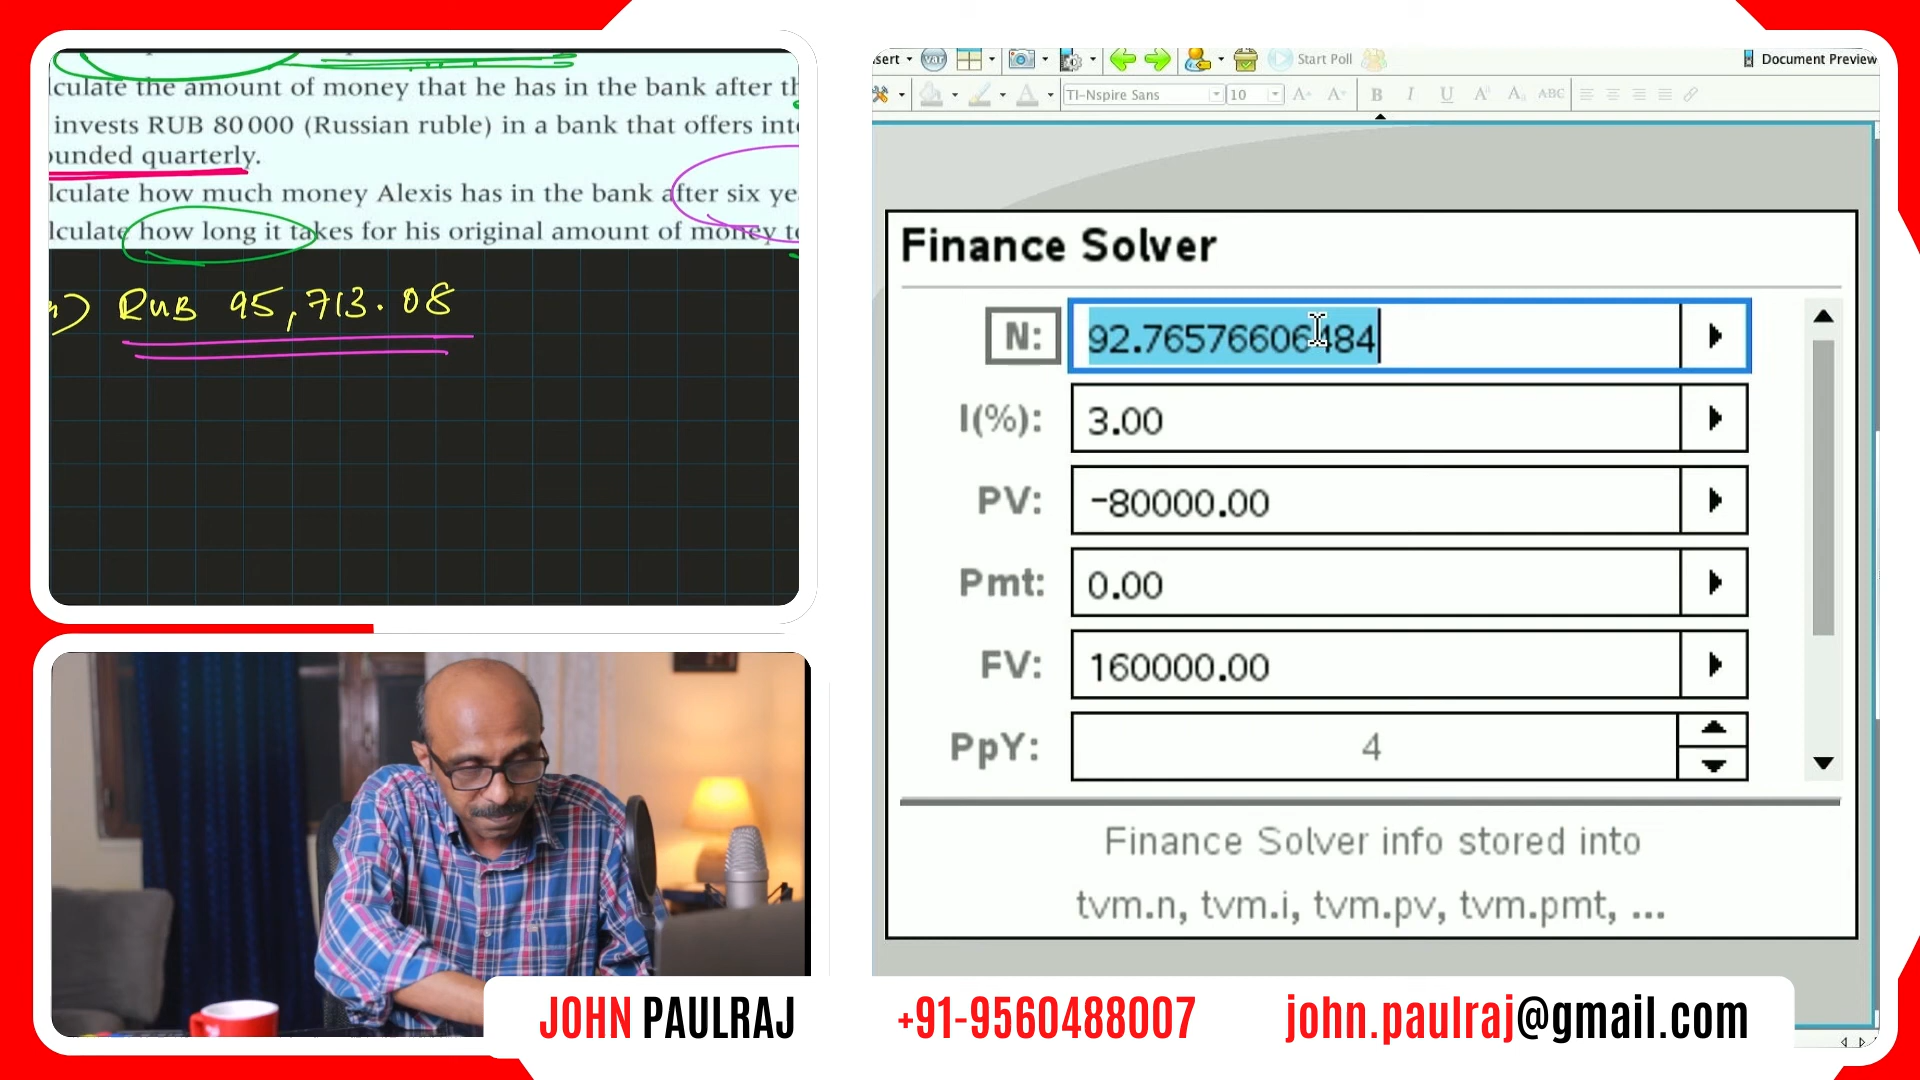 lculate the amount of money that he has in the bank after th
invests RUB 80 000 (Russian ruble) in a bank that offers inte
ounded quarterly.
lculate how much money Alexis has in the bank after six ye
lculate how long it takes for his original amount of money to
RUB 95,713.08
sert
var
Start Poll
Document Preview
TI-Nspire Sans
10
A A B I U A A ABC
Finance Solver
N: 92.76576606484
I(%): 3.00
PV: -80000.00
Pmt: 0.00
FV: 160000.00
PpY: 4
Finance Solver info stored into
tvm.n, tvm.i, tvm.pv, tvm.pmt, ...
JOHN PAULRAJ
+91-9560488007
john.paulraj@gmail.com